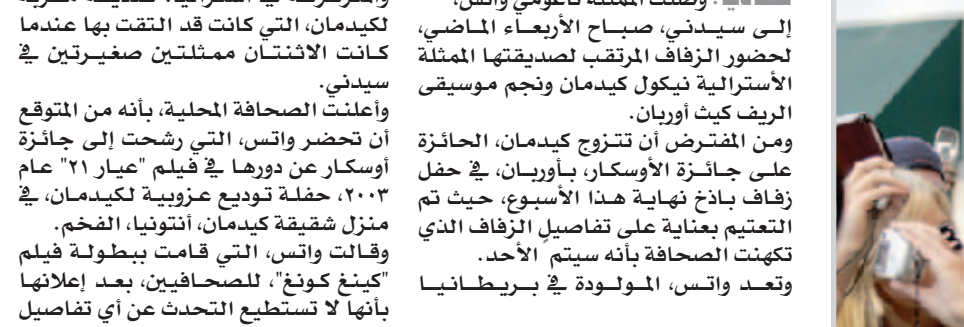 وصلت الممثلة ناعومي واتس،
إلى سيدني، صباح الأربعاء الماضي،
لحضور الزفاف المرتقب لصديقتها الممثلة
الأسترالية نيكول كيدمان ونجم موسيقى
الريف كيث أوربان.
ومن المفترض أن تتزوج كيدمان، الحائزة
على جائزة الأوسكار، بأوربان، في حفل
زفاف باذخ نهاية هذا الأسبوع، حيث تم
التعتيم بعناية على تفاصيل الزفاف الذي
تكهنت الصحافة بأنه سيتم الأحد.
وتعد واتس، المولودة في بريطانيا
لكيدمان، التي كانت قد التقت بها عندما
كانت الاثنتان ممثلتين صغيرتين في
سيدني.
وأعلنت الصحافة المحلية، بأنه من المتوقع
أن تحضر واتس، التي رشحت إلى جائزة
أوسكار عن دورها في فيلم "عيار ٢١" عام
٢٠٠٣، حفلة توديع عزوبية لكيدمان، في
منزل شقيقة كيدمان، أنتونيا، الفخم.
وقالت واتس، التي قامت ببطولة فيلم
"كينغ كونغ"، للصحافيين، بعد إعلانها
بأنها لا تستطيع التحدث عن أي تفاصيل